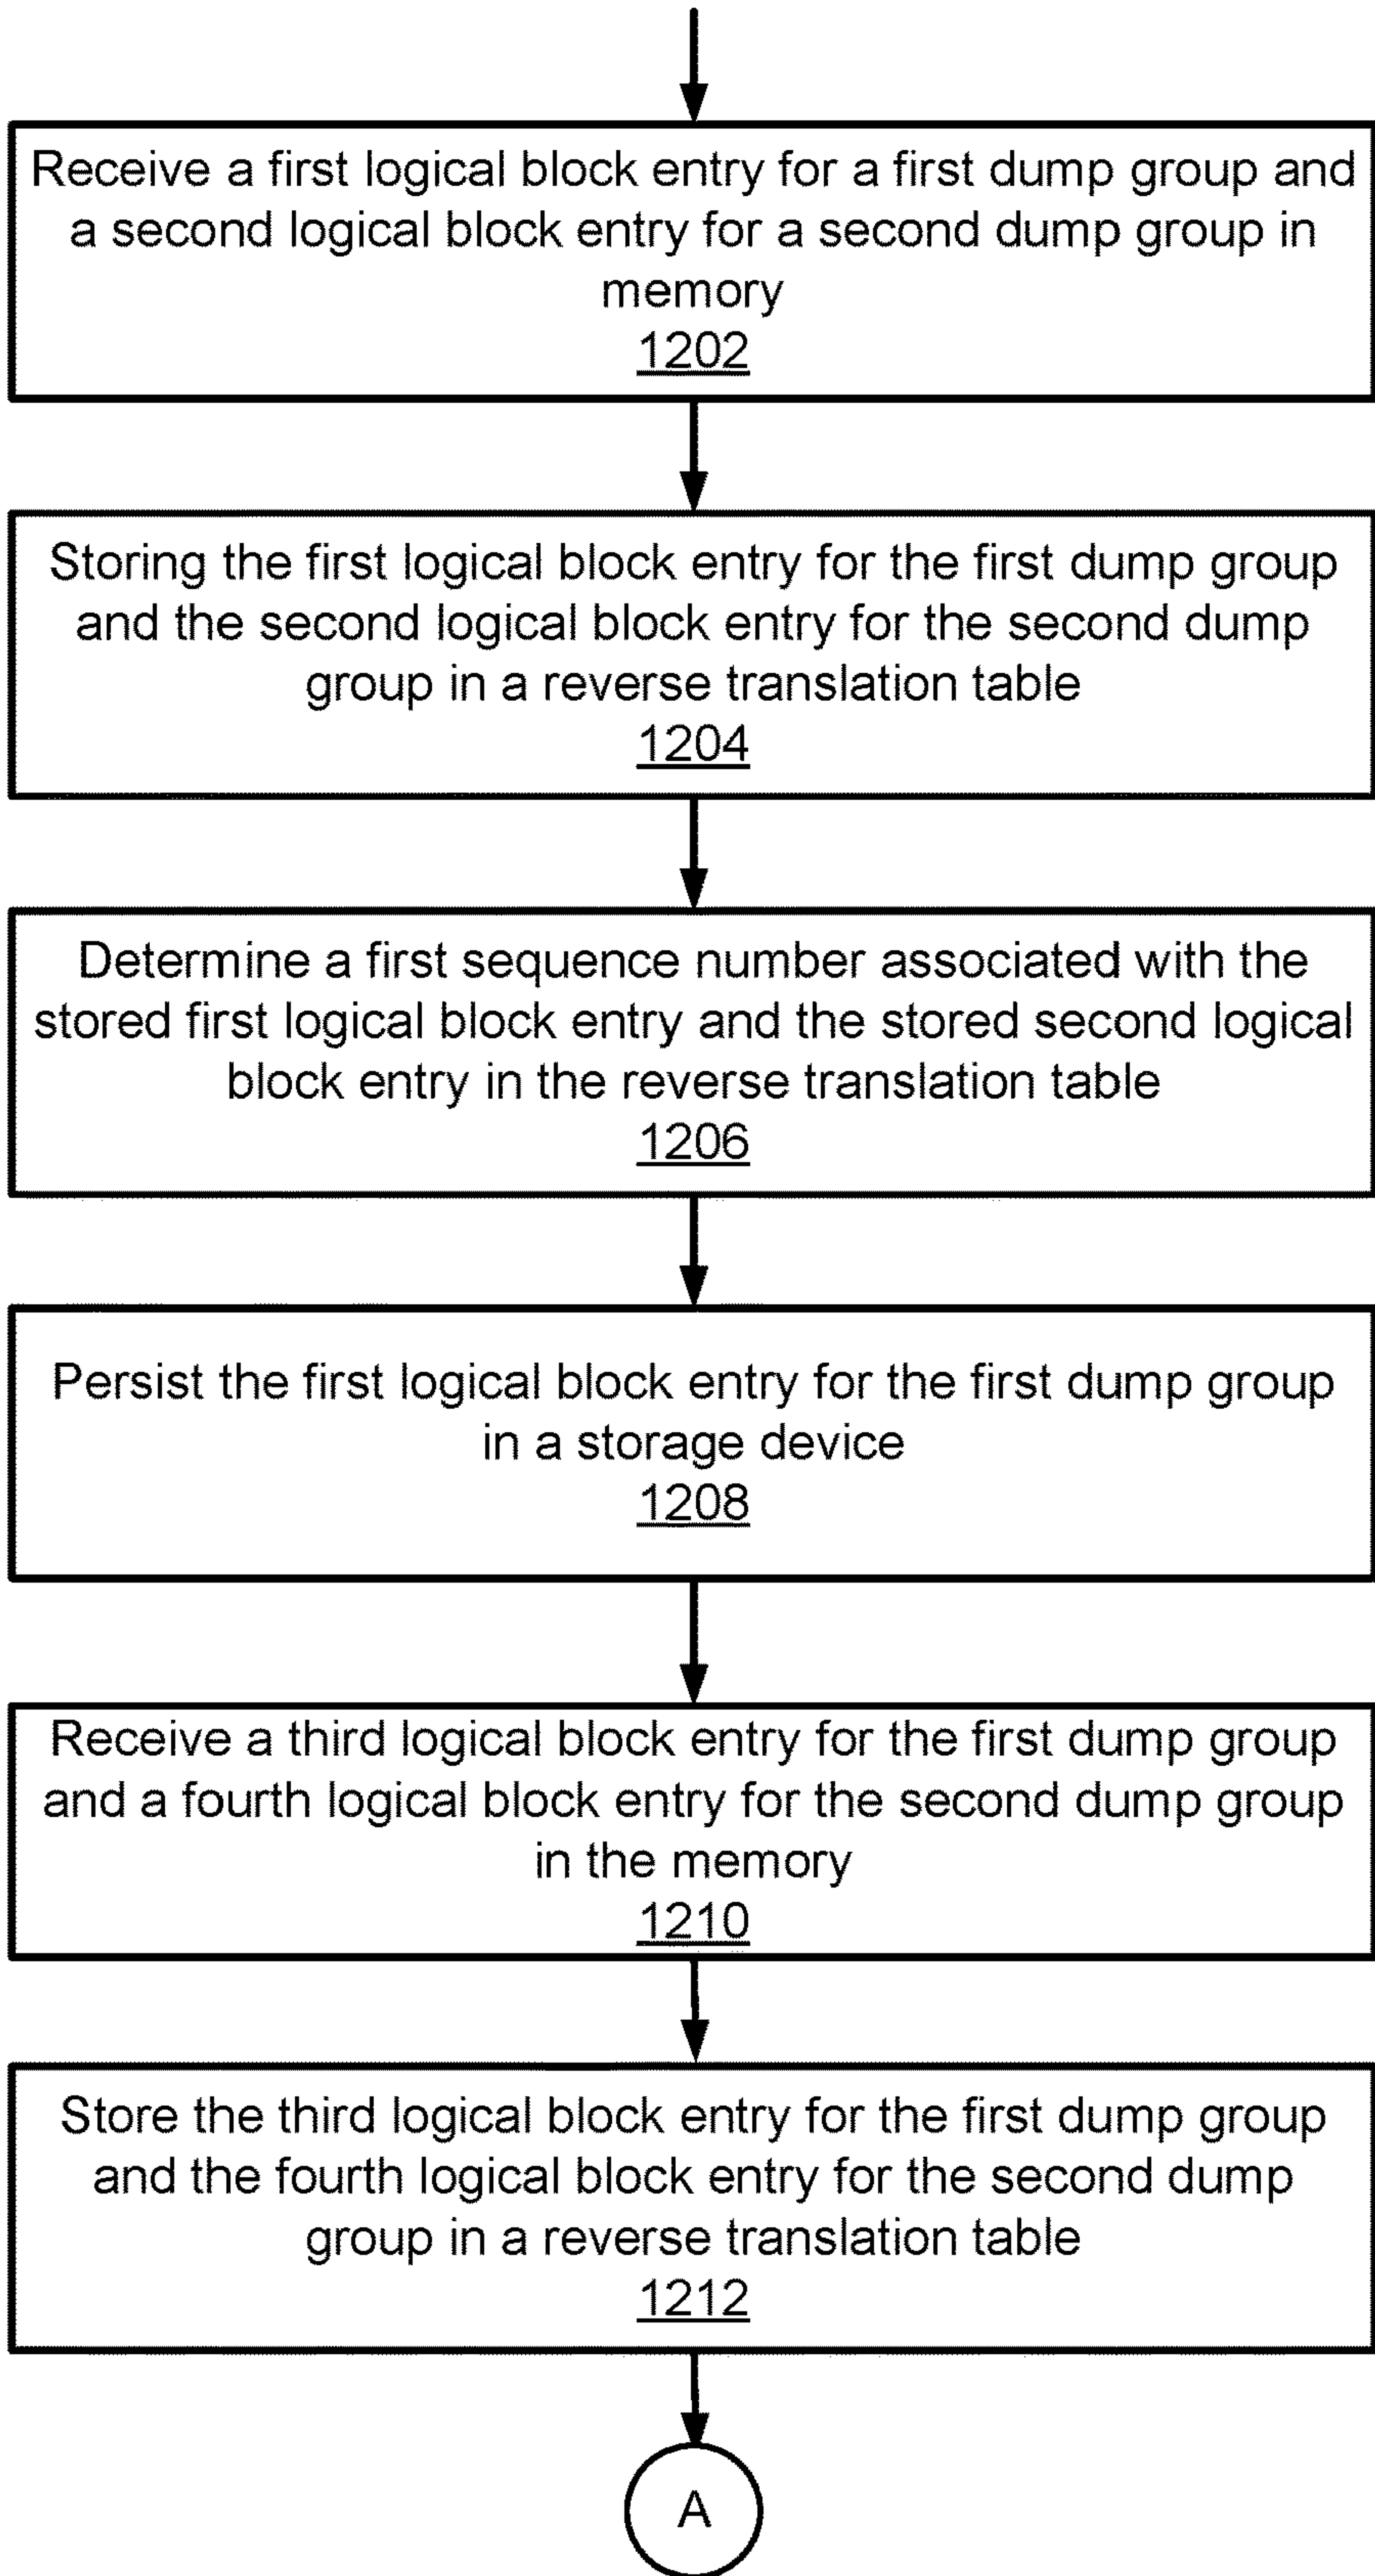 Receive a first logical block entry for a first dump group and
a second logical block entry for a second dump group in
memory
1202
Storing the first logical block entry for the first dump group
and the second logical block entry for the second dump
group in a reverse translation table
1204
Determine a first sequence number associated with the
stored first logical block entry and the stored second logical
block entry in the reverse translation table
1206
Persist the first logical block entry for the first dump group
in a storage device
1208
Receive a third logical block entry for the first dump group
and a fourth logical block entry for the second dump group
in the memory
1210
Store the third logical block entry for the first dump group
and the fourth logical block entry for the second dump
group in a reverse translation table
1212
A